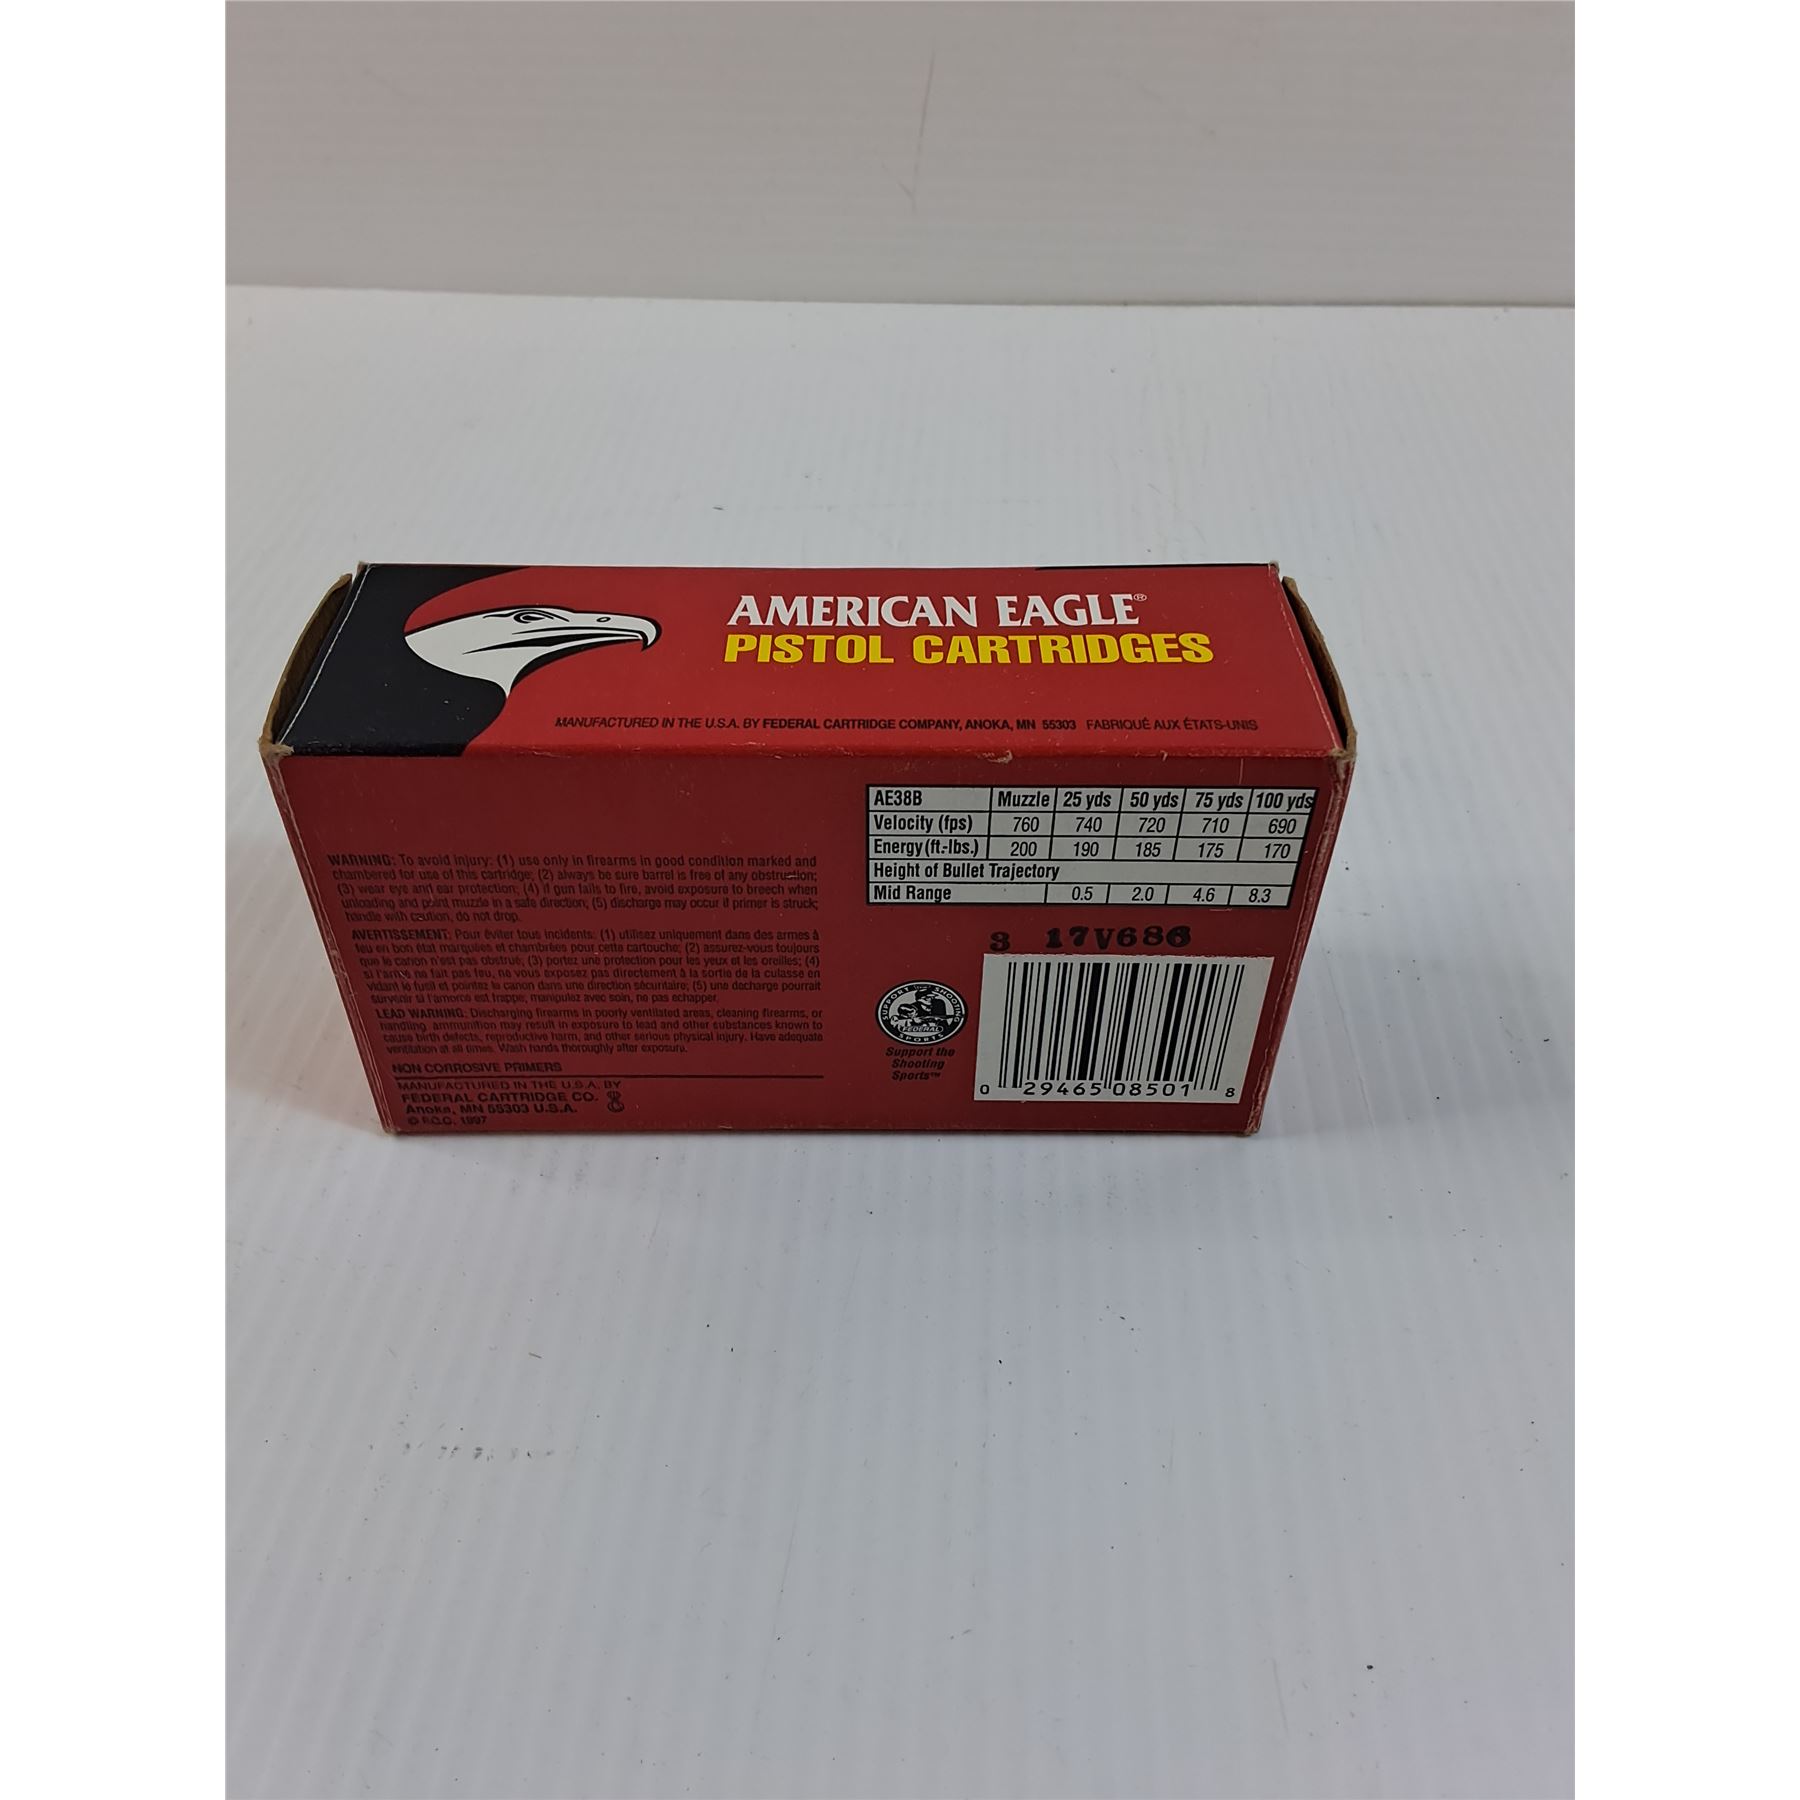 AMERICAN EAGLE®
PISTOL CARTRIDGES
MANUFACTURED IN THE U.S.A. BY FEDERAL CARTRIDGE COMPANY, ANOKA, MN 55303 FABRIQUÉ AUX ÉTATS-UNIS
WARNING: To avoid injury: (1) use only in firearms in good condition marked and
chambered for use of this cartridge; (2) always be sure barrel is free of any obstruction;
(3) wear eye and ear protection; (4) if gun fails to fire, avoid exposure to breech when
unloading and point muzzle in a safe direction; (5) discharge may occur if primer is struck;
handle with caution, do not drop.
AVERTISSEMENT: Pour éviter tous incidents: (1) utilisez uniquement dans des armes à
feu en bon état marquées et chambrées pour cette cartouche; (2) assurez-vous toujours
que le canon n'est pas obstrué; (3) portez une protection pour les yeux et les oreilles; (4)
si l'arme ne fait pas feu, ne vous exposez pas directement à la sortie de la culasse en
vidant le fusil et pointez le canon dans une direction sécuritaire; (5) une decharge pourrait
survenir si l'amorce est frappe; manipulez avec soin, ne pas echapper.
LEAD WARNING: Discharging firearms in poorly ventilated areas, cleaning firearms, or
handling ammunition may result in exposure to lead and other substances known to
cause birth defects, reproductive harm, and other serious physical injury. Have adequate
ventilation at all times. Wash hands thoroughly after exposure.
NON CORROSIVE PRIMERS
MANUFACTURED IN THE U.S.A. BY
FEDERAL CARTRIDGE CO.
Anoka, MN 55303 U.S.A.
© F.C.C. 1997
AE38B Muzzle 25 yds 50 yds 75 yds 100 yds
Velocity (fps) 760 740 720 710 690
Energy (ft.-lbs.) 200 190 185 175 170
Height of Bullet Trajectory
Mid Range 0.5 2.0 4.6 8.3
3 17V686
SUPPORT SHOOTING
FEDERAL
SPORTS
Support the
Shooting
Sports™
0 29465 08501 8